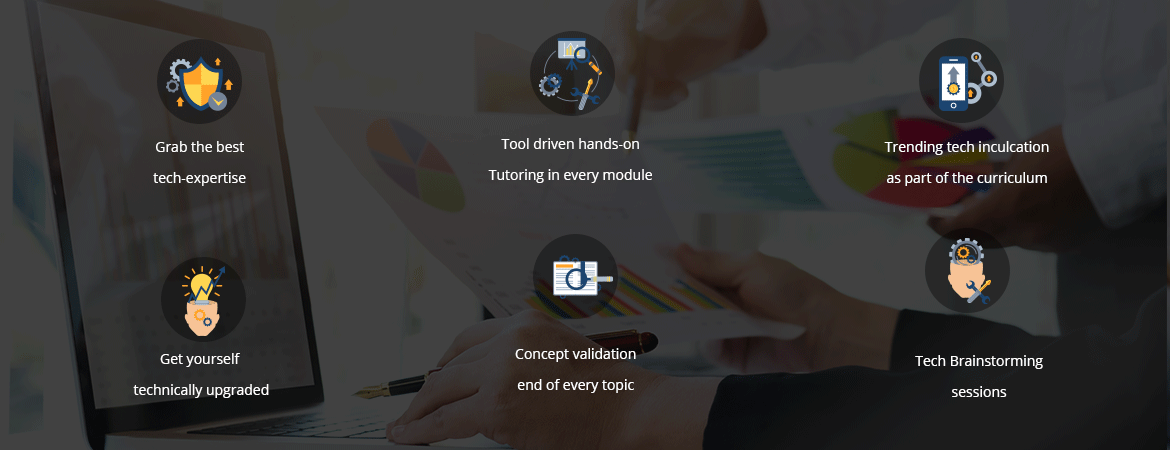 Grab the best
tech-expertise
Tool driven hands-on
Tutoring in every module
Trending tech inculcation
as part of the curriculum
Get yourself
technically upgraded
Concept validation
end of every topic
Tech Brainstorming
sessions